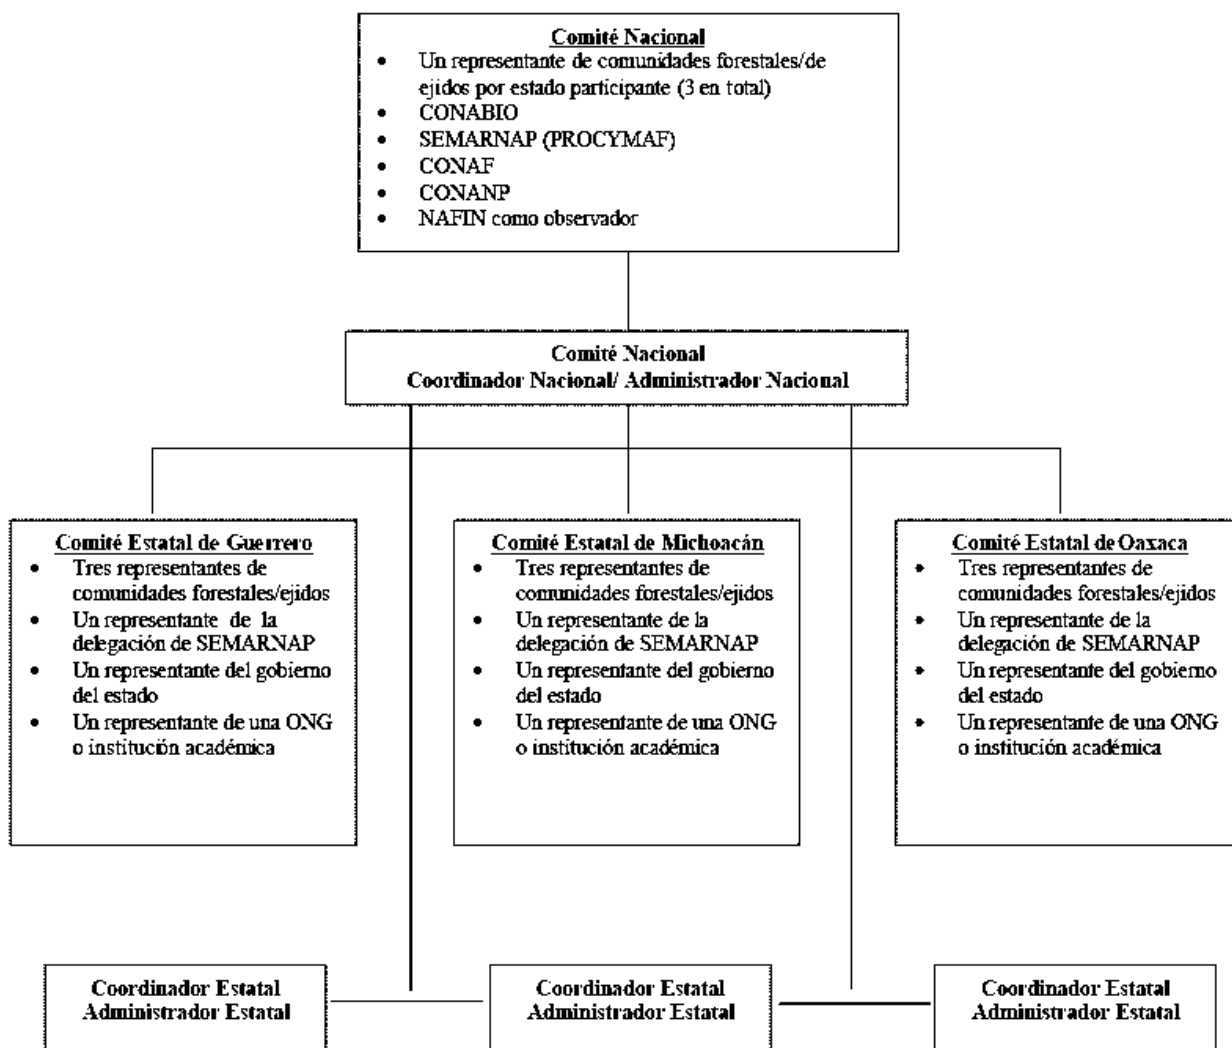 Comité Nacional
• Un representante de comunidades forestales/de
ejidos por estado participante (3 en total)
• CONABIO
• SEMARNAP (PROCYMAF)
• CONAF
• CONANP
• NAFIN como observador
Comité Nacional
Coordinador Nacional/ Administrador Nacional
Comité Estatal de Guerrero
• Tres representantes de
comunidades forestales/ejidos
• Un representante de la
delegación de SEMARNAP
• Un representante del gobierno
del estado
• Un representante de una ONG
o institución académica
Comité Estatal de Michoacán
• Tres representantes de
comunidades forestales/ejidos
• Un representante de la
delegación de SEMARNAP
• Un representante del gobierno
del estado
• Un representante de una ONG
o institución académica
Comité Estatal de Oaxaca
• Tres representantes de
comunidades forestales/ejidos
• Un representante de la
delegación de SEMARNAP
• Un representante del gobierno
del estado
• Un representante de una ONG
o institución académica
Coordinador Estatal
Administrador Estatal
Coordinador Estatal
Administrador Estatal
Coordinador Estatal
Administrador Estatal